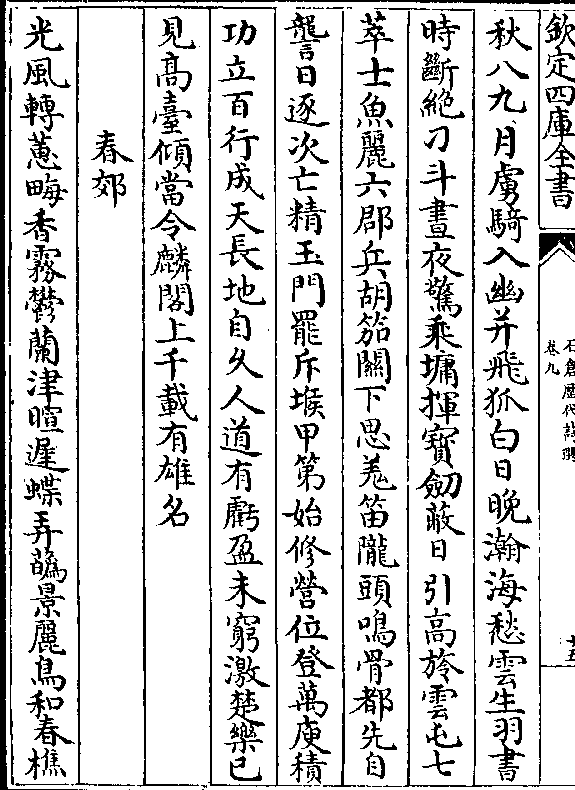 欽定四庫全書
石倉歷代詩選
卷九
十五
秋八九月虜騎入幽并飛狐白日晚瀚海愁雲生羽書
時斷絶刁斗晝夜驚乘墉揮寶劒蔽日引高旍雲屯七
萃士魚麗六郡兵胡笳關下思羌笛隴頭鳴骨都先自
讋日逐次亡精玉門罷斥堠甲第始修營位登萬庾積
功立百行成天長地自久人道有虧盈未窮激楚樂已
見髙臺傾當令麟閣上千載有雄名
春郊
光風轉蕙畹香霧鬱蘭津暄遲蝶弄蘤景麗鳥和春樵